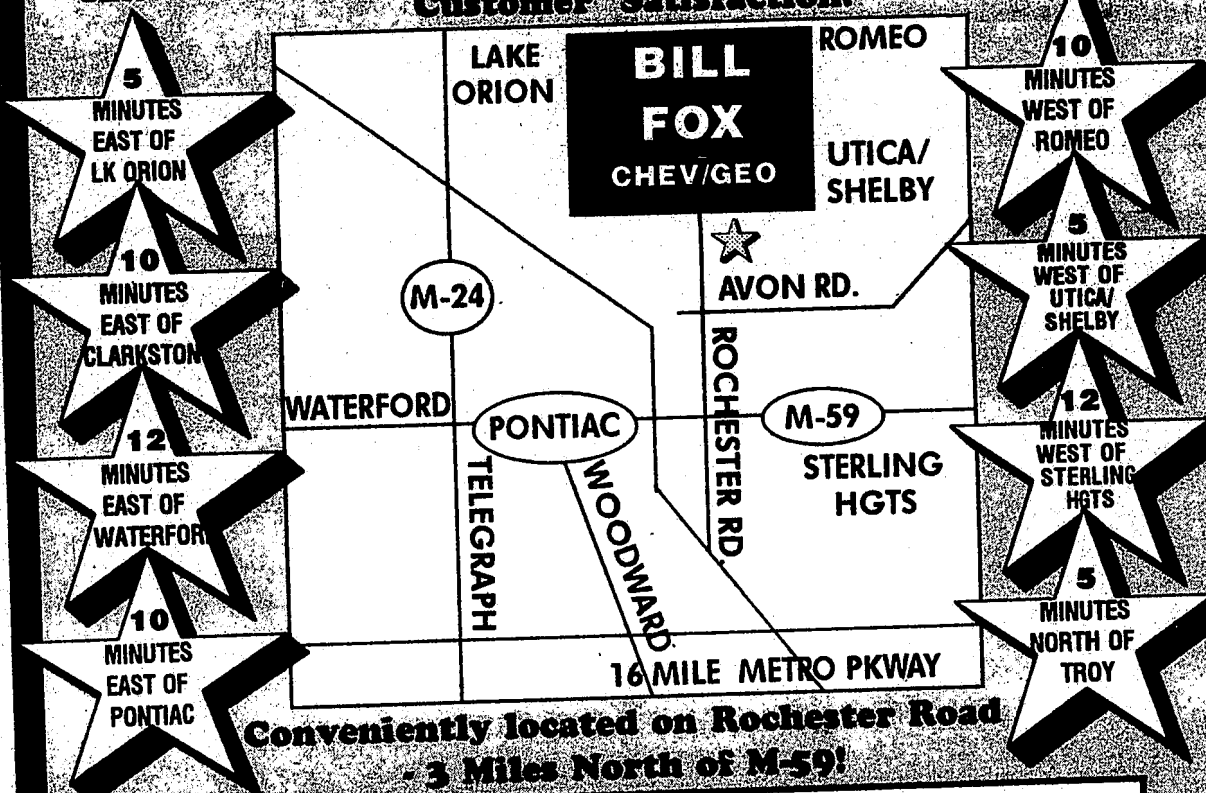 Customer Satisfaction!
5
MINUTES
EAST OF
LK ORION
10
MINUTES
EAST OF
CLARKSTON
12
MINUTES
EAST OF
WATERFOR
10
MINUTES
EAST OF
PONTIAC
LAKE
ORION
BILL
FOX
CHEV/GEO
ROMEO
UTICA/
SHELBY
M-24
AVON RD.
ROCHESTER RD.
WATERFORD
PONTIAC
M-59
TELEGRAPH
WOODWARD
STERLING
HGTS
16 MILE METRO PKWAY
10
MINUTES
WEST OF
ROMEO
5
MINUTES
WEST OF
UTICA/
SHELBY
12
MINUTES
WEST OF
STERLING
HGTS
5
MINUTES
NORTH OF
TROY
Conveniently located on Rochester Road
- 3 Miles North of M-59!